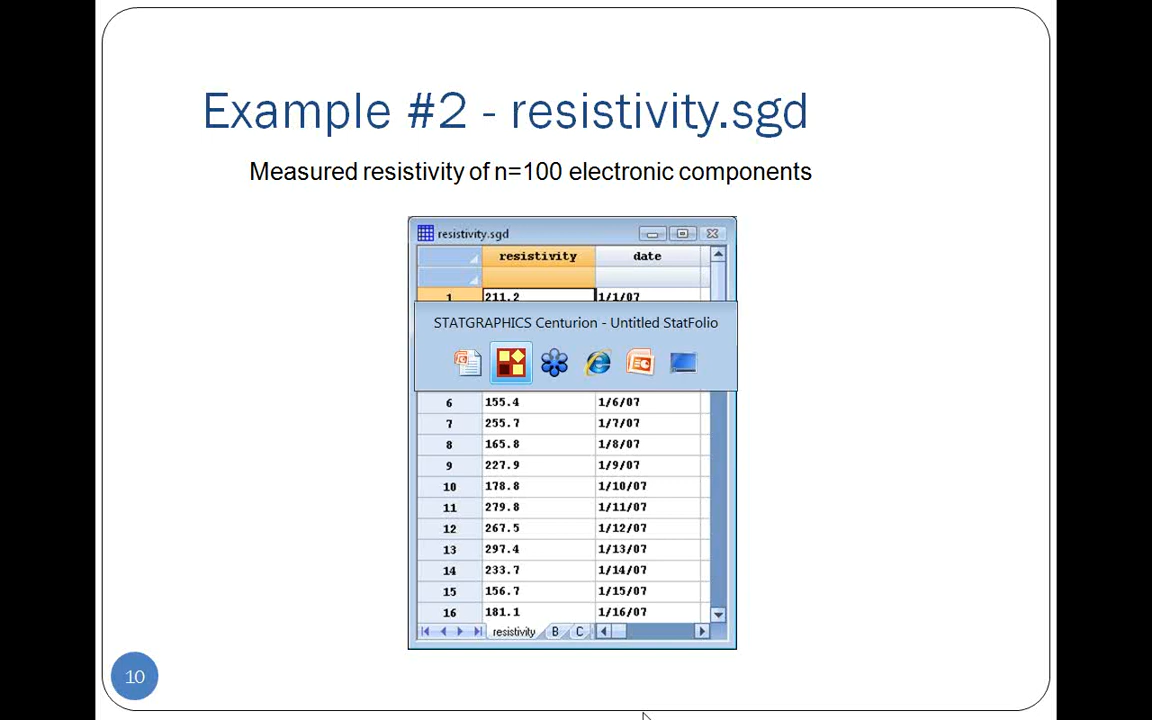 Example #2 - resistivity.sgd
Measured resistivity of n=100 electronic components
resistivity.sgd
resistivity date
1 211.2 1/1/07
STATGRAPHICS Centurion - Untitled StatFolio
6 155.4 1/6/07
7 255.7 1/7/07
8 165.8 1/8/07
9 227.9 1/9/07
10 178.8 1/10/07
11 279.8 1/11/07
12 267.5 1/12/07
13 297.4 1/13/07
14 233.7 1/14/07
15 156.7 1/15/07
16 181.1 1/16/07
resistivity B C
10